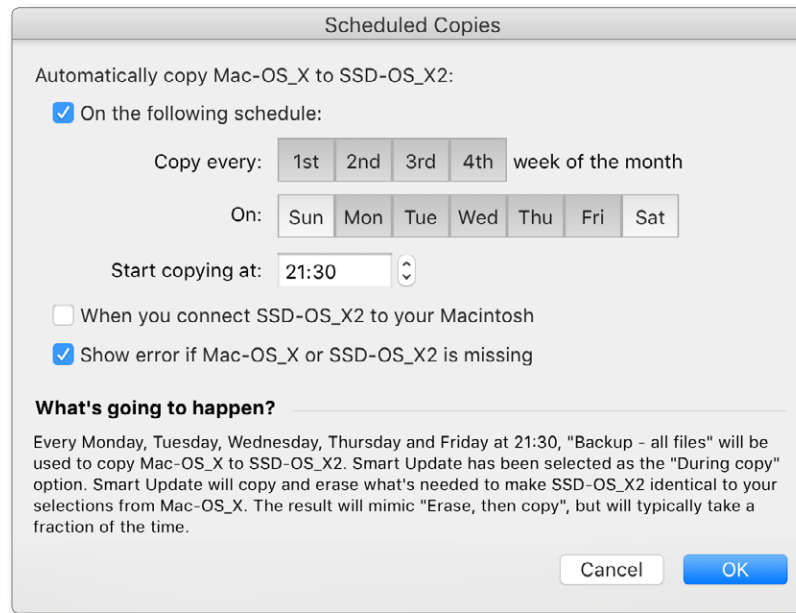 Scheduled Copies
Automatically copy Mac-OS_X to SSD-OS_X2:
On the following schedule:
Copy every: 1st 2nd 3rd 4th week of the month
On: Sun Mon Tue Wed Thu Fri Sat
Start copying at: 21:30
When you connect SSD-OS_X2 to your Macintosh
Show error if Mac-OS_X or SSD-OS_X2 is missing
What's going to happen?
Every Monday, Tuesday, Wednesday, Thursday and Friday at 21:30, "Backup - all files" will be
used to copy Mac-OS_X to SSD-OS_X2. Smart Update has been selected as the "During copy"
option. Smart Update will copy and erase what's needed to make SSD-OS_X2 identical to your
selections from Mac-OS_X. The result will mimic "Erase, then copy", but will typically take a
fraction of the time.
Cancel OK